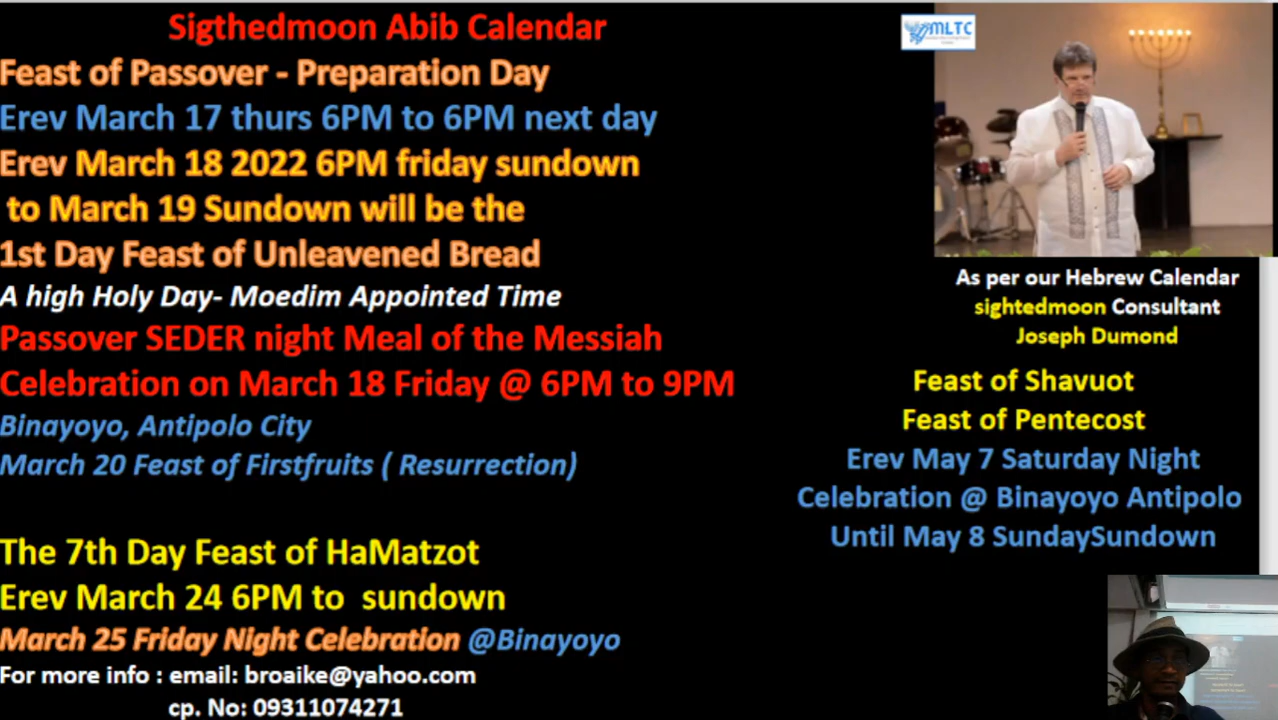 Sigthedmoon Abib Calendar
Feast of Passover - Preparation Day
Erev March 17 thurs 6PM to 6PM next day
Erev March 18 2022 6PM friday sundown
to March 19 Sundown will be the
1st Day Feast of Unleavened Bread
A high Holy Day- Moedim Appointed Time
Passover SEDER night Meal of the Messiah
Celebration on March 18 Friday @ 6PM to 9PM
Binayoyo, Antipolo City
March 20 Feast of Firstfruits ( Resurrection)
The 7th Day Feast of HaMatzot
Erev March 24 6PM to sundown
March 25 Friday Night Celebration @Binayoyo
For more info : email: broaike@yahoo.com
cp. No: 09311074271
MLTC
As per our Hebrew Calendar
sightedmoon Consultant
Joseph Dumond
Feast of Shavuot
Feast of Pentecost
Erev May 7 Saturday Night
Celebration @ Binayoyo Antipolo
Until May 8 SundaySundown